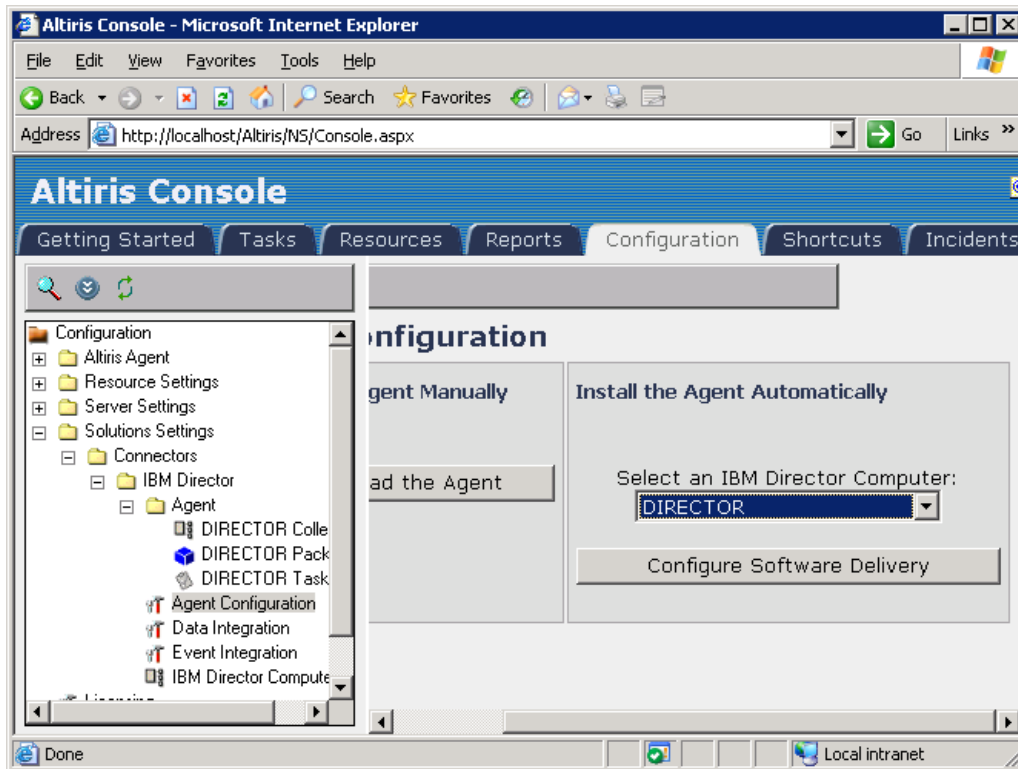 Altiris Console - Microsoft Internet Explorer
File Edit View Favorites Tools Help
Back Search Favorites
Address http://localhost/Altiris/NS/Console.aspx Go Links »
Altiris Console
Getting Started Tasks Resources Reports Configuration Shortcuts Incidents
Configuration
Altiris Agent
Resource Settings
Server Settings
Solutions Settings
Connectors
IBM Director
Agent
DIRECTOR Colle
DIRECTOR Pack
DIRECTOR Task
Agent Configuration
Data Integration
Event Integration
IBM Director Compute
onfiguration
gent Manually
ad the Agent
Install the Agent Automatically
Select an IBM Director Computer:
DIRECTOR
Configure Software Delivery
Done Local intranet